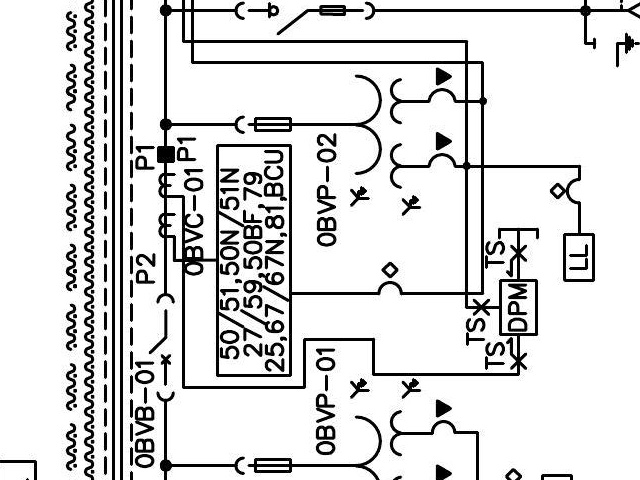 P1
P1
0BVC-01
P2
0BVB-01
50/51,50N/51N
27/59,50BF,79
25,67/67N,81,BCU
0BVP-02
0BVP-01
TS
TS
TS
DPM
LL